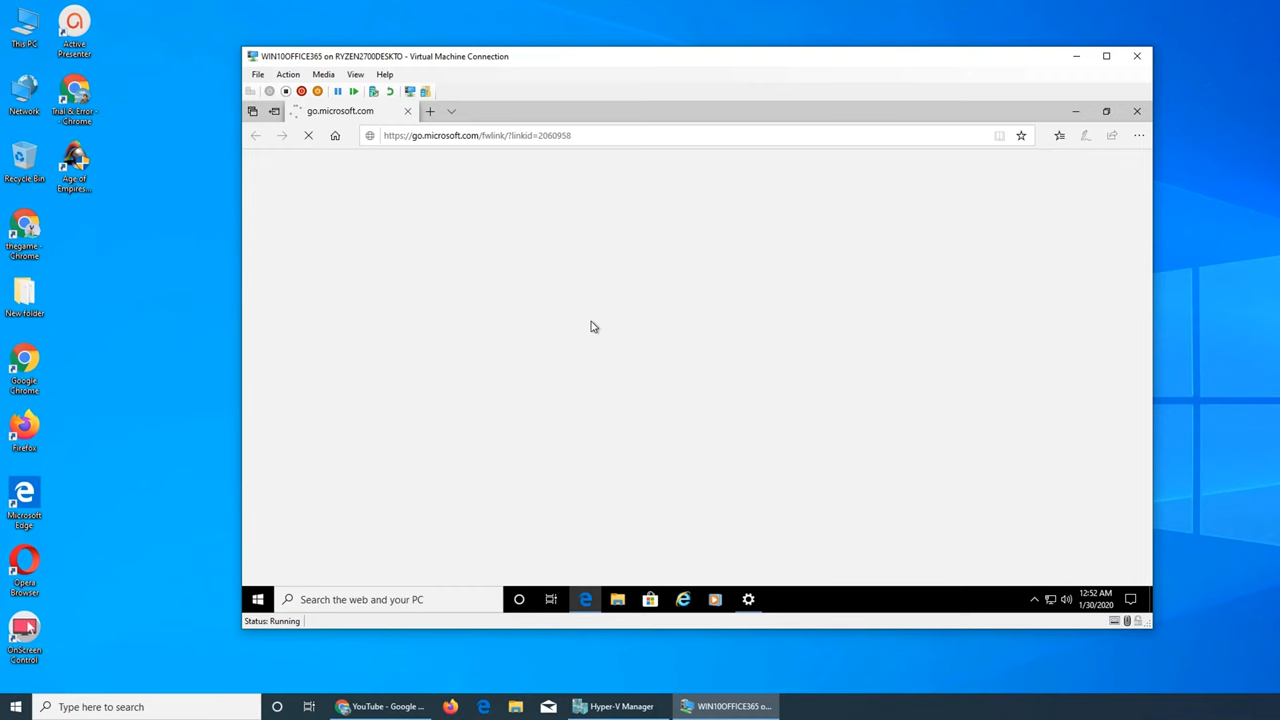 This PC
Active
Presenter
Network
Trial & Error -
- Chrome
Recycle Bin
Age of
Empires...
thegame -
Chrome
New folder
Google
Chrome
Firefox
Microsoft
Edge
Opera
Browser
OnScreen
Control
WIN10OFFICE365 on RYZEN2700DESKTO - Virtual Machine Connection
File Action Media View Help
go.microsoft.com
https://go.microsoft.com/fwlink/?linkid=2060958
Search the web and your PC
12:52 AM
1/30/2020
Status: Running
Type here to search
YouTube - Google ...
Hyper-V Manager
WIN10OFFICE365 o...